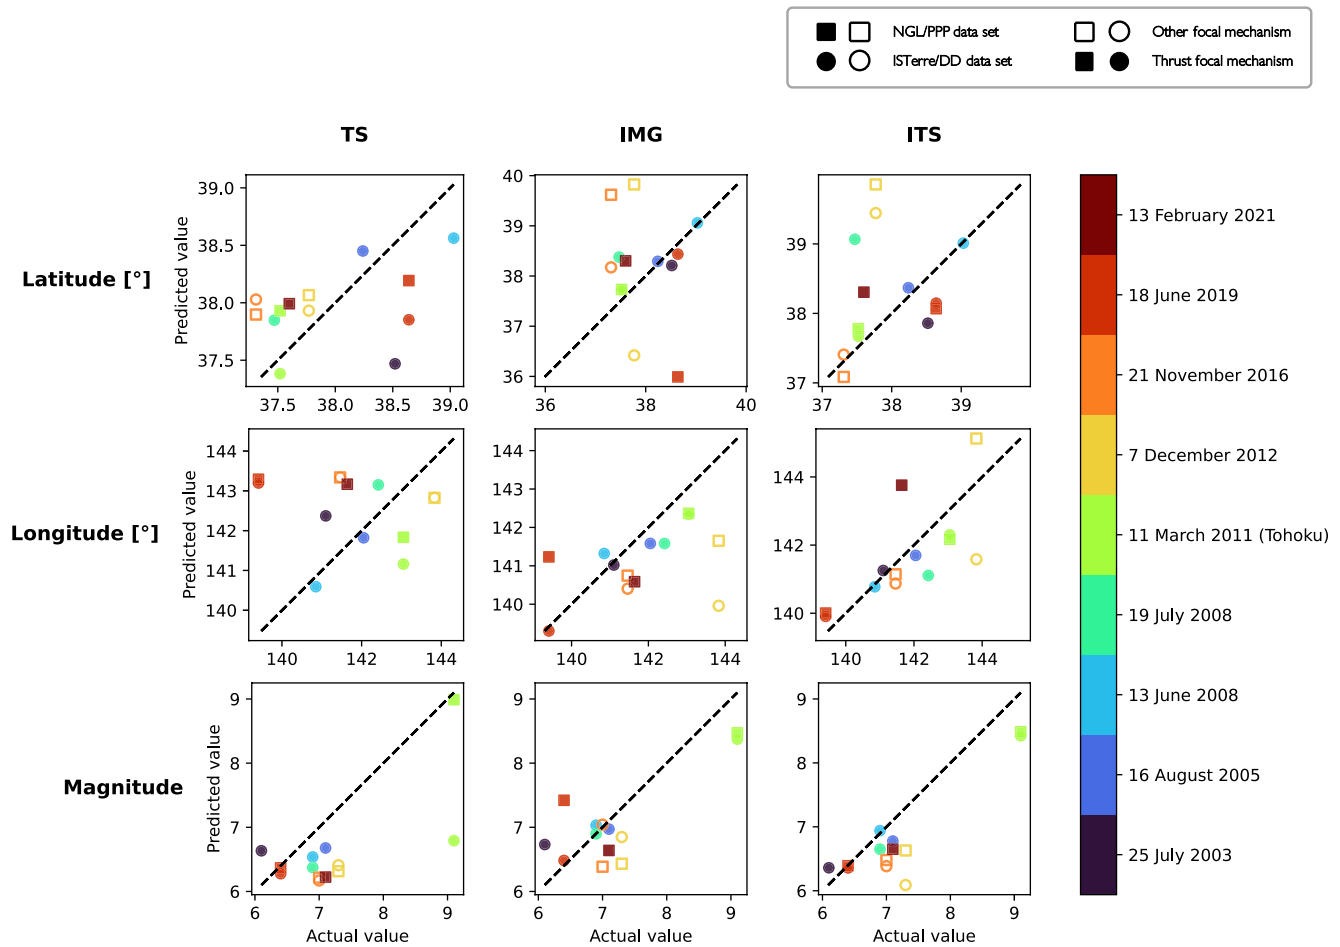 NGL/PPP data set
Other focal mechanism
ISTerre/DD data set
Thrust focal mechanism
TS
IMG
ITS
Latitude [°]
Predicted value
39.0
38.5
38.0
37.5
37.5
38.0
38.5
39.0
40
39
38
37
36
36
38
40
39
38
37
37
38
39
Longitude [°]
Predicted value
144
143
142
141
140
140
142
144
144
143
142
141
140
140
142
144
144
142
140
140
142
144
Magnitude
Predicted value
9
8
7
6
6
7
8
9
Actual value
9
8
7
6
6
7
8
9
Actual value
9
8
7
6
6
7
8
9
Actual value
13 February 2021
18 June 2019
21 November 2016
7 December 2012
11 March 2011 (Tohoku)
19 July 2008
13 June 2008
16 August 2005
25 July 2003